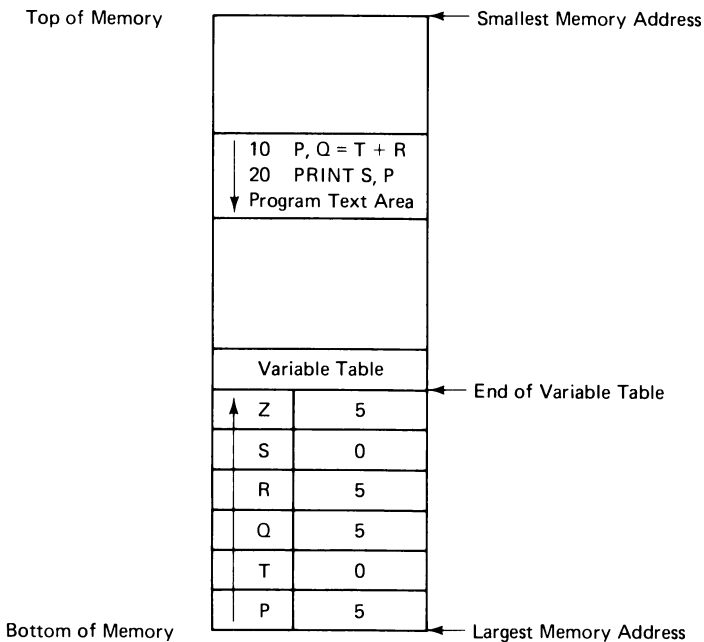 Top of Memory
Smallest Memory Address
10 P, Q = T + R
20 PRINT S, P
Program Text Area
Variable Table
End of Variable Table
Z 5
S 0
R 5
Q 5
T 0
P 5
Bottom of Memory
Largest Memory Address